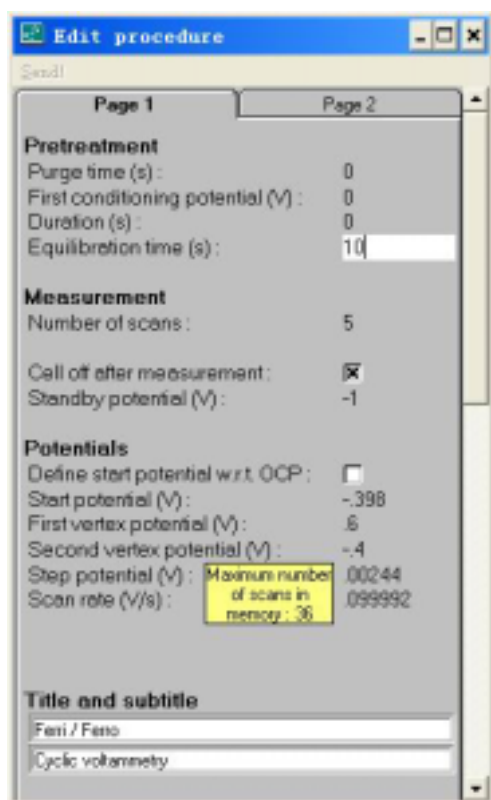 Edit procedure
Send!
Page 1 Page 2
Pretreatment
Purge time (s) : 0
First conditioning potential (V) : 0
Duration (s) : 0
Equilibration time (s) : 10
Measurement
Number of scans : 5
Cell off after measurement :
Standby potential (V) : -1
Potentials
Define start potential w.r.t. OCP :
Start potential (V) : -.398
First vertex potential (V) : .6
Second vertex potential (V) : -.4
Step potential (V) : .00244
Scan rate (V/s) : .099992
Maximum number
of scans in
memory : 36
Title and subtitle
Ferri / Ferro
Cyclic voltammetry